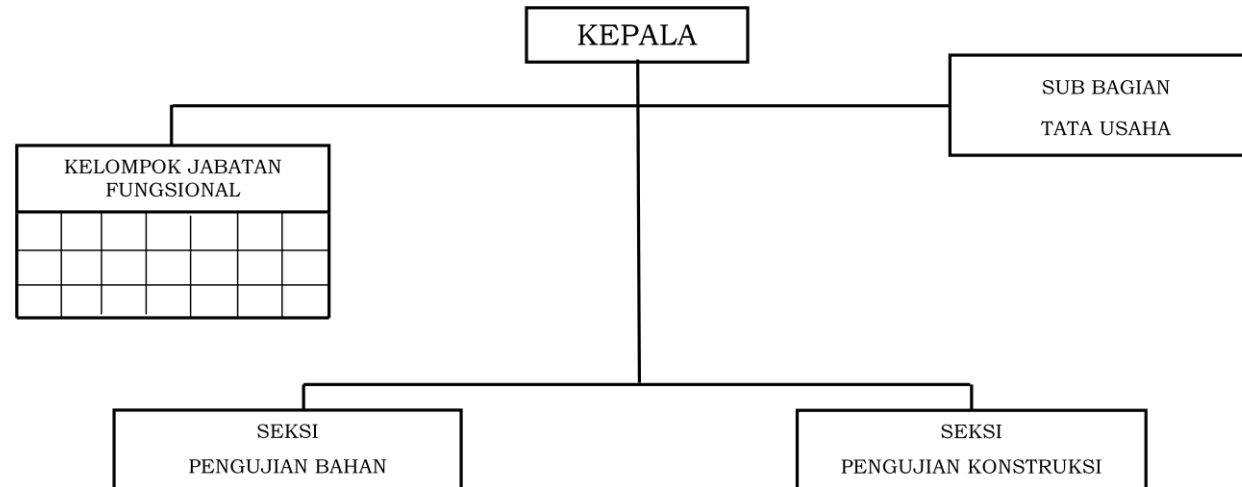 KEPALA
SUB BAGIAN
TATA USAHA
KELOMPOK JABATAN
FUNGSIONAL
SEKSI
PENGUJIAN BAHAN
SEKSI
PENGUJIAN KONSTRUKSI